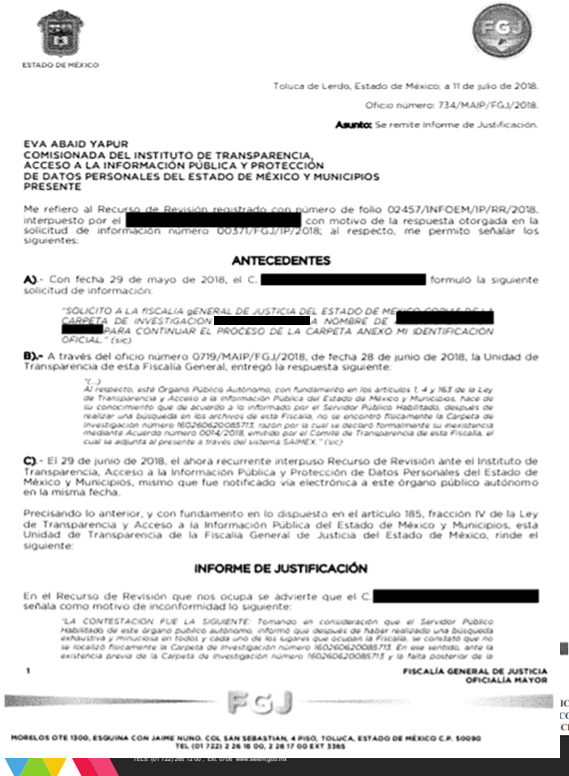 FGJ
ESTADO DE MÉXICO
Toluca de Lerdo, Estado de México; a 11 de julio de 2018.
Oficio número: 734/MAIP/FGJ/2018.
Asunto: Se remite Informe de Justificación.
EVA ABAID YAPUR
COMISIONADA DEL INSTITUTO DE TRANSPARENCIA,
ACCESO A LA INFORMACIÓN PÚBLICA Y PROTECCIÓN
DE DATOS PERSONALES DEL ESTADO DE MÉXICO Y MUNICIPIOS
PRESENTE
Me refiero al Recurso de Revisión registrado con número de folio 02457/INFOEM/IP/RR/2018,
interpuesto por el con motivo de la respuesta otorgada en la
solicitud de información número 00371/FGJ/IP/2018; al respecto, me permito señalar los
siguientes:
ANTECEDENTES
A).- Con fecha 29 de mayo de 2018, el C. formuló la siguiente
solicitud de información:
"SOLICITO A LA fISCALIA gENERAL DE JUSTICIA DEL ESTADO DE MEXICO COPIAS DE LA
CARPETA DE INVESTIGACION A NOMBRE DE
PARA CONTINUAR EL PROCESO DE LA CARPETA ANEXO MI IDENTIFICACION
OFICIAL." (sic)
B).- A través del oficio número 0719/MAIP/FGJ/2018, de fecha 28 de junio de 2018, la Unidad de
Transparencia de esta Fiscalía General, entregó la respuesta siguiente:
"(...)
Al respecto, este Órgano Público Autónomo, con fundamento en los artículos 1, 4 y 163 de la Ley
de Transparencia y Acceso a la Información Pública del Estado de México y Municipios, hace de
su conocimiento que de acuerdo a lo informado por el Servidor Público Habilitado, después de
realizar una búsqueda en los archivos de esta Fiscalía, no se encontró físicamente la Carpeta de
Investigación número 160260620085713, razón por la cual se declaró formalmente su inexistencia
mediante Acuerdo número 0014/2018, emitido por el Comité de Transparencia de esta Fiscalía, el
cual se adjunta al presente a través del sistema SAIMEX." (sic)
C).- El 29 de junio de 2018, el ahora recurrente interpuso Recurso de Revisión ante el Instituto de
Transparencia, Acceso a la Información Pública y Protección de Datos Personales del Estado de
México y Municipios, mismo que fue notificado vía electrónica a este órgano público autónomo
en la misma fecha.
Precisando lo anterior, y con fundamento en lo dispuesto en el artículo 185, fracción IV de la Ley
de Transparencia y Acceso a la Información Pública del Estado de México y Municipios, esta
Unidad de Transparencia de la Fiscalía General de Justicia del Estado de México, rinde el
siguiente:
INFORME DE JUSTIFICACIÓN
En el Recurso de Revisión que nos ocupa se advierte que el C.
señala como motivo de inconformidad lo siguiente:
"LA CONTESTACION FUE LA SIGUIENTE: Tomando en consideración que el Servidor Público
Habilitado de este órgano público autónomo, informó que después de haber realizado una búsqueda
exhaustiva y minuciosa en todos y cada uno de los lugares que ocupan la Fiscalía, se constató que no
se localizó físicamente la Carpeta de Investigación número 160260620085713. En ese sentido, ante la
existencia previa de la Carpeta de Investigación número 160260620085713 y la falta posterior de la
1
FISCALÍA GENERAL DE JUSTICIA
OFICIALÍA MAYOR
FGJ
MORELOS OTE 1300, ESQUINA CON JAIME NUNO. COL SAN SEBASTIAN, 4 PISO, TOLUCA, ESTADO DE MÉXICO C.P. 50090
TEL (01 722) 2 26 16 00, 2 26 17 00 EXT 3365